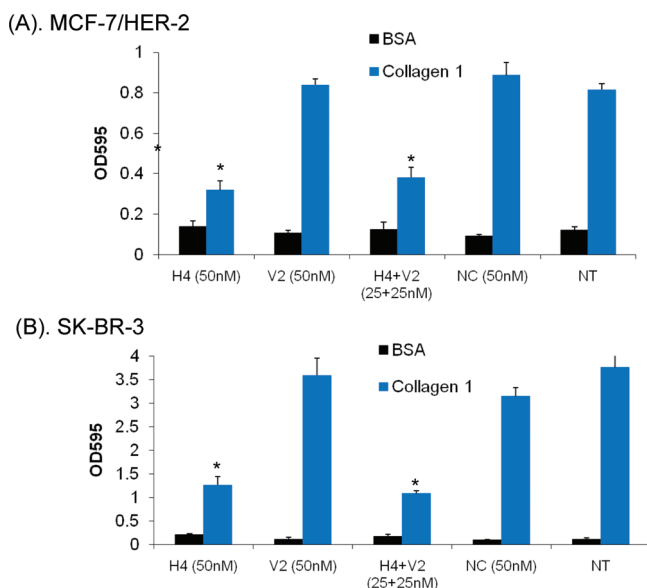 (A). MCF-7/HER-2
BSA
Collagen 1
1
0.8
0.6
0.4
0.2
0
OD595
*
*
*
H4 (50nM)
V2 (50nM)
H4+V2
(25+25nM)
NC (50nM)
NT
(B). SK-BR-3
BSA
Collagen 1
4
3.5
3
2.5
2
1.5
1
0.5
0
OD595
*
*
H4 (50nM)
V2 (50nM)
H4+V2
(25+25nM)
NC (50nM)
NT